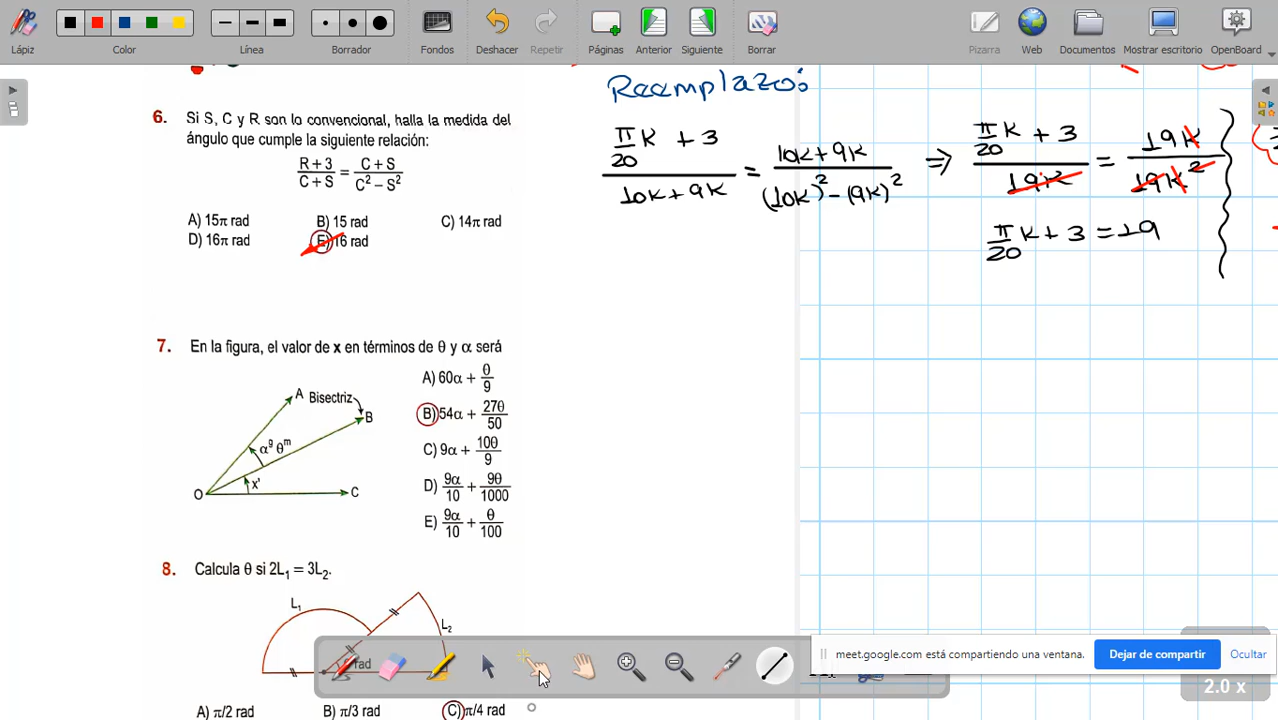 Lápiz Color Línea Borrador Fondos Deshacer Repetir Páginas Anterior Siguiente Borrar Pizarra Web Documentos Mostrar escritorio OpenBoard
Reemplazo:
6. Si S, C y R son lo convencional, halla la medida del
ángulo que cumple la siguiente relación:
R + 3 / C + S = C + S / C² − S²
A) 15π rad B) 15 rad C) 14π rad
D) 16π rad E) 16 rad
π/20 K + 3 / 10K + 9K = 10K + 9K / (10K)² − (9K)² ⇒ π/20 K + 3 / 19K = 19K / 19K²
π/20 K + 3 = 19
7. En la figura, el valor de x en términos de θ y α será
A) 60α + θ/9
B) 54α + 27θ/50
C) 9α + 10θ/9
D) 9α/10 + 9θ/1000
E) 9α/10 + θ/100
A Bisectriz
B
αᵍ θᵐ
x'
O C
8. Calcula θ si 2L₁ = 3L₂.
L₁
L₂
rad
A) π/2 rad B) π/3 rad C) π/4 rad
meet.google.com está compartiendo una ventana. Dejar de compartir Ocultar
2.0 x